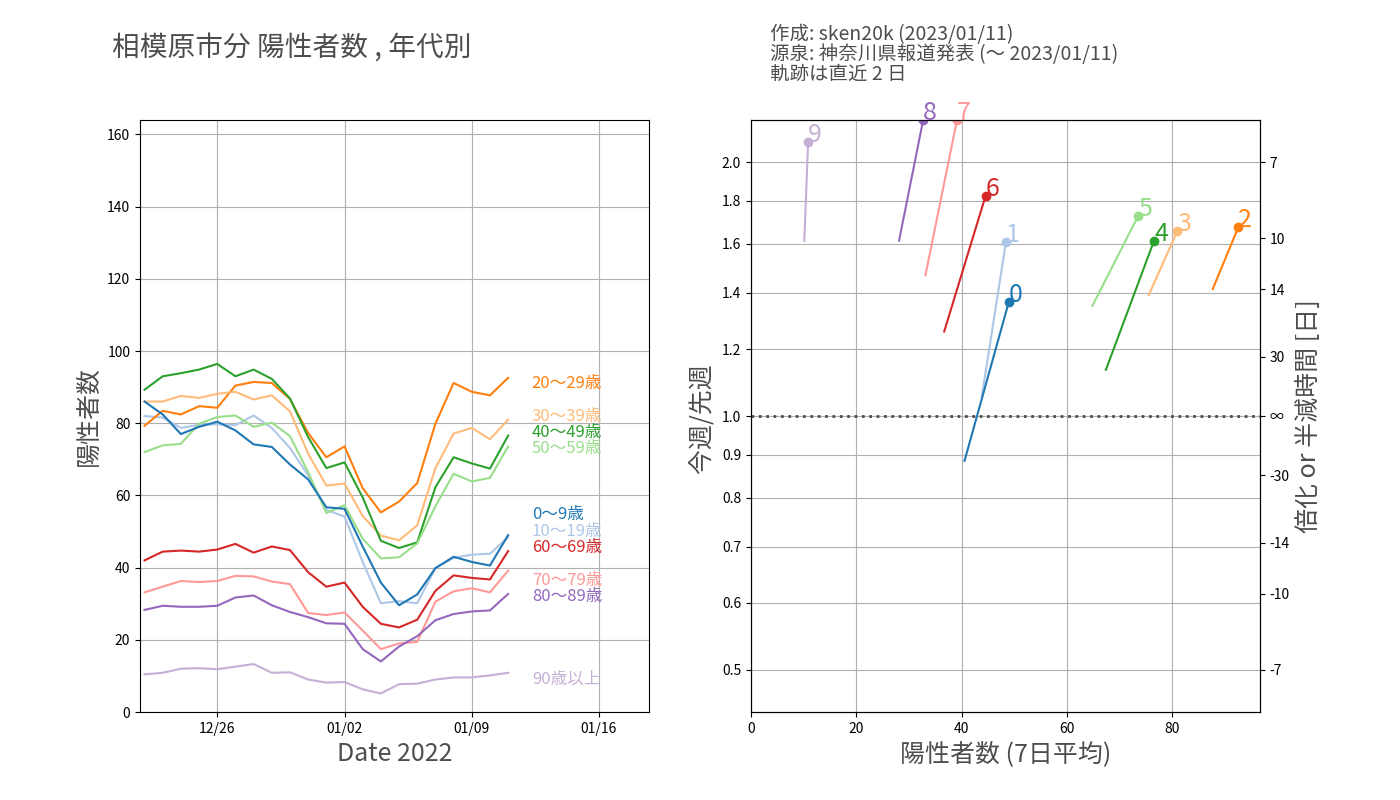 相模原市分 陽性者数 , 年代別
作成: sken20k (2023/01/11)
源泉: 神奈川県報道発表 (～ 2023/01/11)
軌跡は直近 2 日
陽性者数
160
140
120
100
80
60
40
20
0
12/26
01/02
01/09
01/16
Date 2022
20～29歳
30～39歳
40～49歳
50～59歳
0～9歳
10～19歳
60～69歳
70～79歳
80～89歳
90歳以上
今週/先週
2.0
1.8
1.6
1.4
1.2
1.0
0.9
0.8
0.7
0.6
0.5
9
8
7
6
1
0
5
4
3
2
7
10
14
30
∞
-30
-14
-10
-7
倍化 or 半減時間 [日]
0
20
40
60
80
陽性者数 (7日平均)